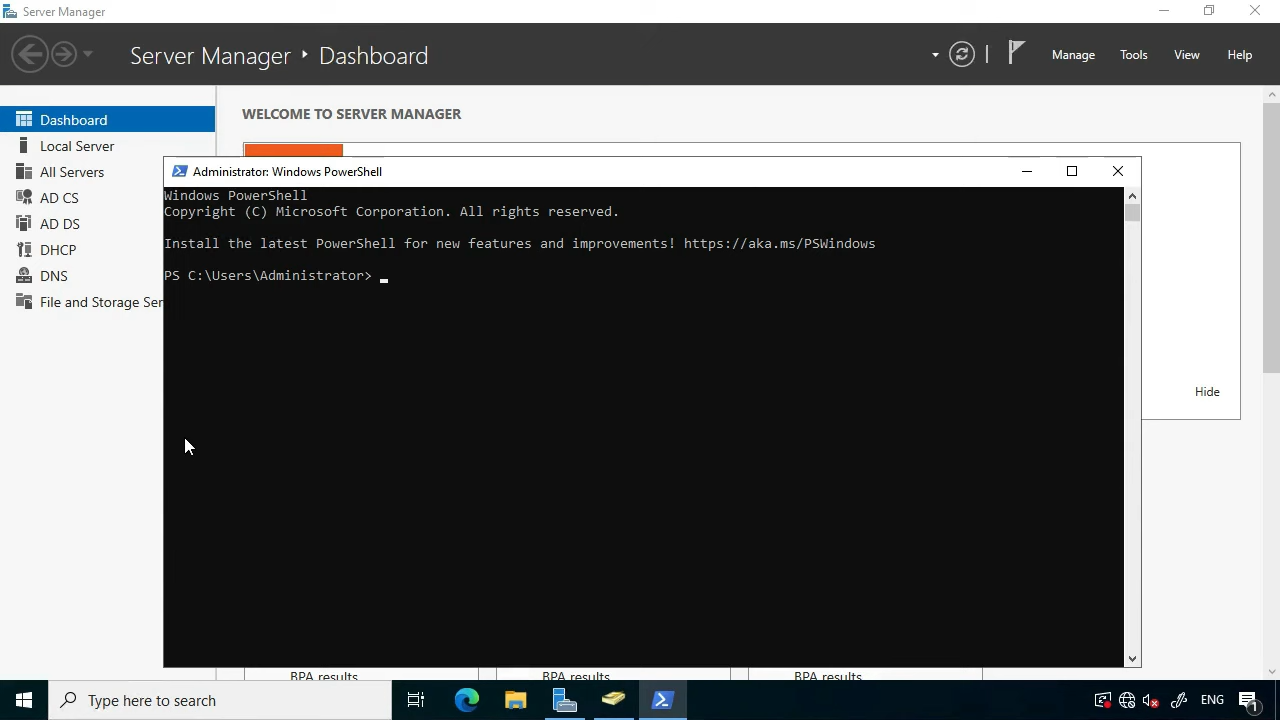 Server Manager
Server Manager ‣ Dashboard
Manage Tools View Help
Dashboard
Local Server
All Servers
AD CS
AD DS
DHCP
DNS
File and Storage Ser
WELCOME TO SERVER MANAGER
Administrator: Windows PowerShell
Windows PowerShell
Copyright (C) Microsoft Corporation. All rights reserved.
Install the latest PowerShell for new features and improvements! https://aka.ms/PSWindows
PS C:\Users\Administrator> _
Hide
BPA results BPA results BPA results
Type here to search
ENG
1